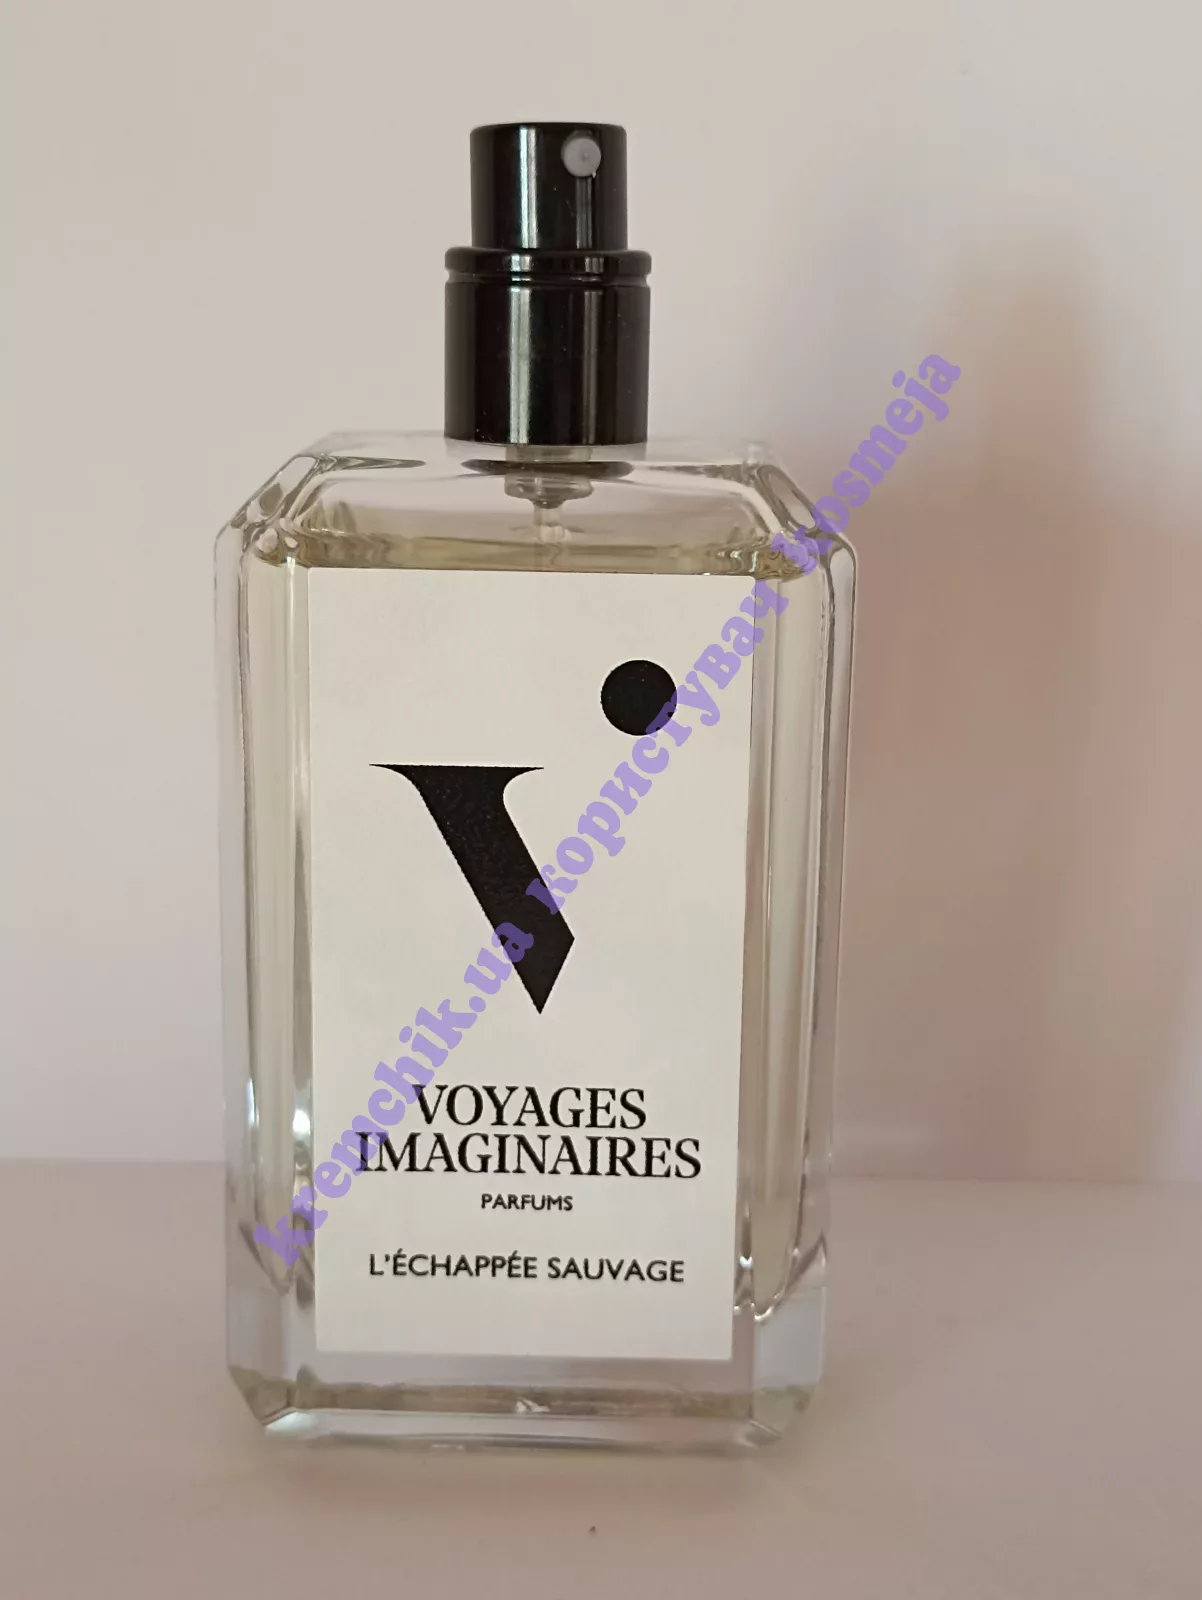 VOYAGES
IMAGINAIRES
PARFUMS
L'ÉCHAPPÉE SAUVAGE
kremchik.ua користувач kosmeja